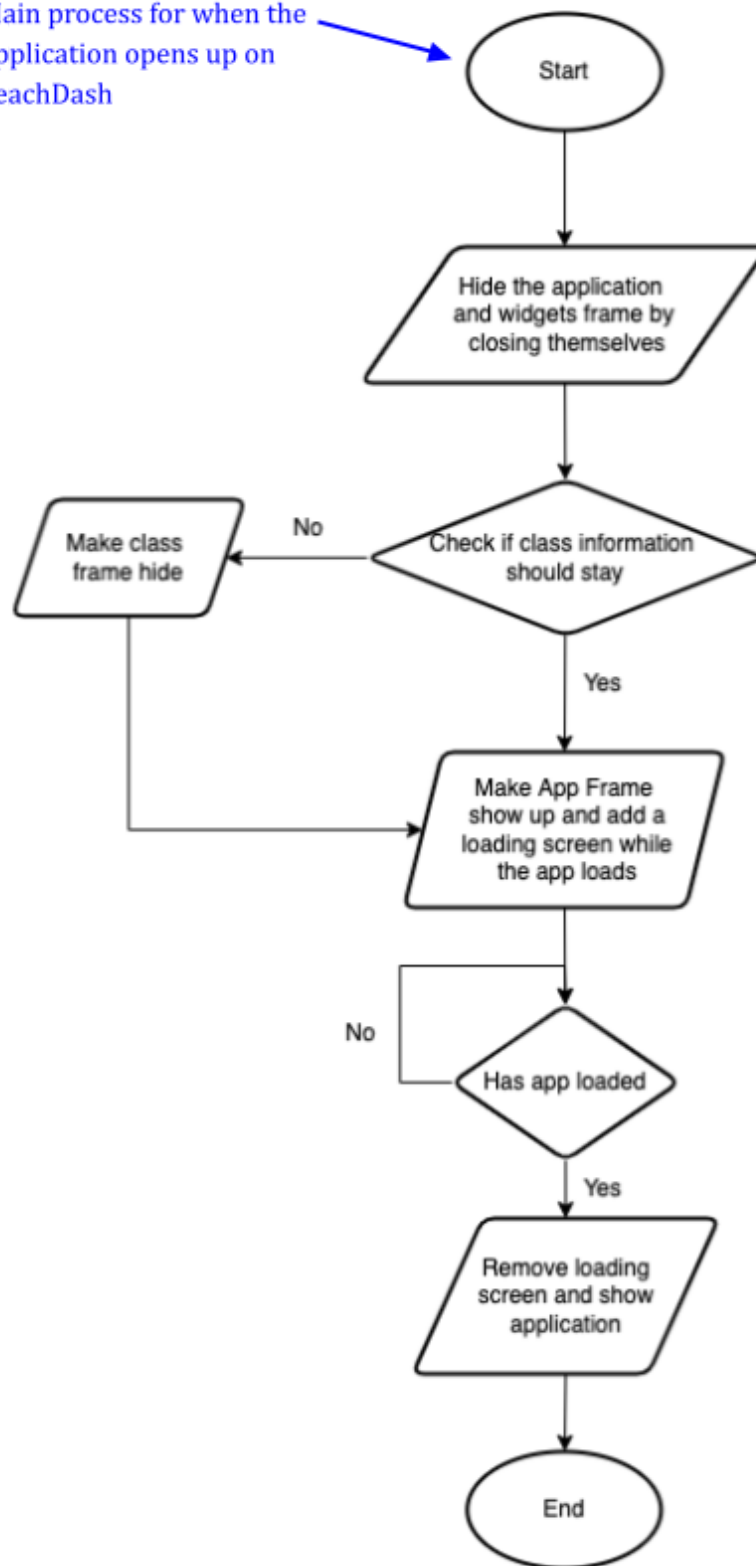 Main process for when the
pplication opens up on
eachDash
Start
Hide the application
and widgets frame by
closing themselves
Check if class information
should stay
No
Make class
frame hide
Yes
Make App Frame
show up and add a
loading screen while
the app loads
No
Has app loaded
Yes
Remove loading
screen and show
application
End